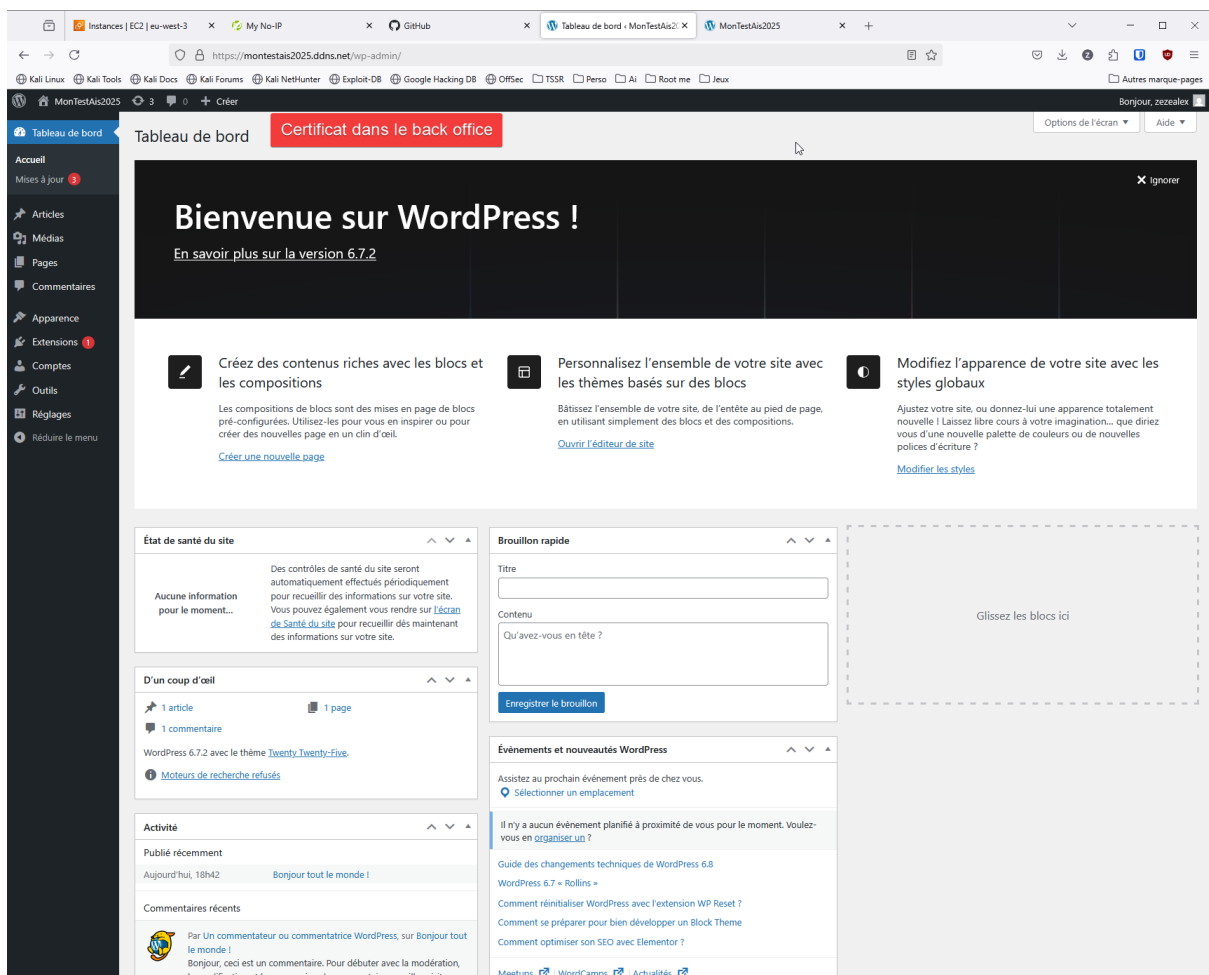 Instances | EC2 | eu-west-3
My No-IP
GitHub
Tableau de bord ‹ MonTestAis20
MonTestAis2025
https://montestais2025.ddns.net/wp-admin/
Kali Linux
Kali Tools
Kali Docs
Kali Forums
Kali NetHunter
Exploit-DB
Google Hacking DB
OffSec
TSSR
Perso
Ai
Root me
Jeux
Autres marque-pages
MonTestAis2025
3
0
Créer
Bonjour, zezealex
Tableau de bord
Accueil
Mises à jour 3
Articles
Médias
Pages
Commentaires
Apparence
Extensions 1
Comptes
Outils
Réglages
Réduire le menu
Tableau de bord
Certificat dans le back office
Options de l'écran
Aide
Ignorer
Bienvenue sur WordPress !
En savoir plus sur la version 6.7.2
Créez des contenus riches avec les blocs et
les compositions
Les compositions de blocs sont des mises en page de blocs
pré-configurées. Utilisez-les pour vous en inspirer ou pour
créer des nouvelles page en un clin d'œil.
Créer une nouvelle page
Personnalisez l'ensemble de votre site avec
les thèmes basés sur des blocs
Bâtissez l'ensemble de votre site, de l'entête au pied de page,
en utilisant simplement des blocs et des compositions.
Ouvrir l'éditeur de site
Modifiez l'apparence de votre site avec les
styles globaux
Ajustez votre site, ou donnez-lui une apparence totalement
nouvelle ! Laissez libre cours à votre imagination... que diriez
vous d'une nouvelle palette de couleurs ou de nouvelles
polices d'écriture ?
Modifier les styles
État de santé du site
Aucune information
pour le moment...
Des contrôles de santé du site seront
automatiquement effectués périodiquement
pour recueillir des informations sur votre site.
Vous pouvez également vous rendre sur l'écran
de Santé du site pour recueillir dès maintenant
des informations sur votre site.
D'un coup d'œil
1 article
1 page
1 commentaire
WordPress 6.7.2 avec le thème Twenty Twenty-Five.
Moteurs de recherche refusés
Activité
Publié récemment
Aujourd'hui, 18h42
Bonjour tout le monde !
Commentaires récents
Par Un commentateur ou commentatrice WordPress, sur Bonjour tout
le monde !
Bonjour, ceci est un commentaire. Pour débuter avec la modération,
Brouillon rapide
Titre
Contenu
Qu'avez-vous en tête ?
Enregistrer le brouillon
Évènements et nouveautés WordPress
Assistez au prochain événement près de chez vous.
Sélectionner un emplacement
Il n'y a aucun évènement planifié à proximité de vous pour le moment. Voulez-
vous en organiser un ?
Guide des changements techniques de WordPress 6.8
WordPress 6.7 « Rollins »
Comment réinitialiser WordPress avec l'extension WP Reset ?
Comment se préparer pour bien développer un Block Theme
Comment optimiser son SEO avec Elementor ?
Meetups | WordCamps | Actualités
Glissez les blocs ici